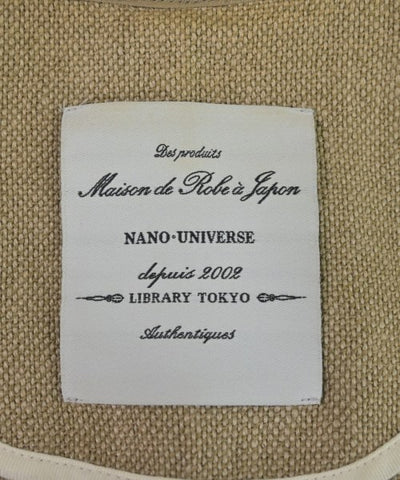 Des produits
Maison de Robe à Japon
NANO·UNIVERSE
depuis 2002
LIBRARY TOKYO
Authentiques